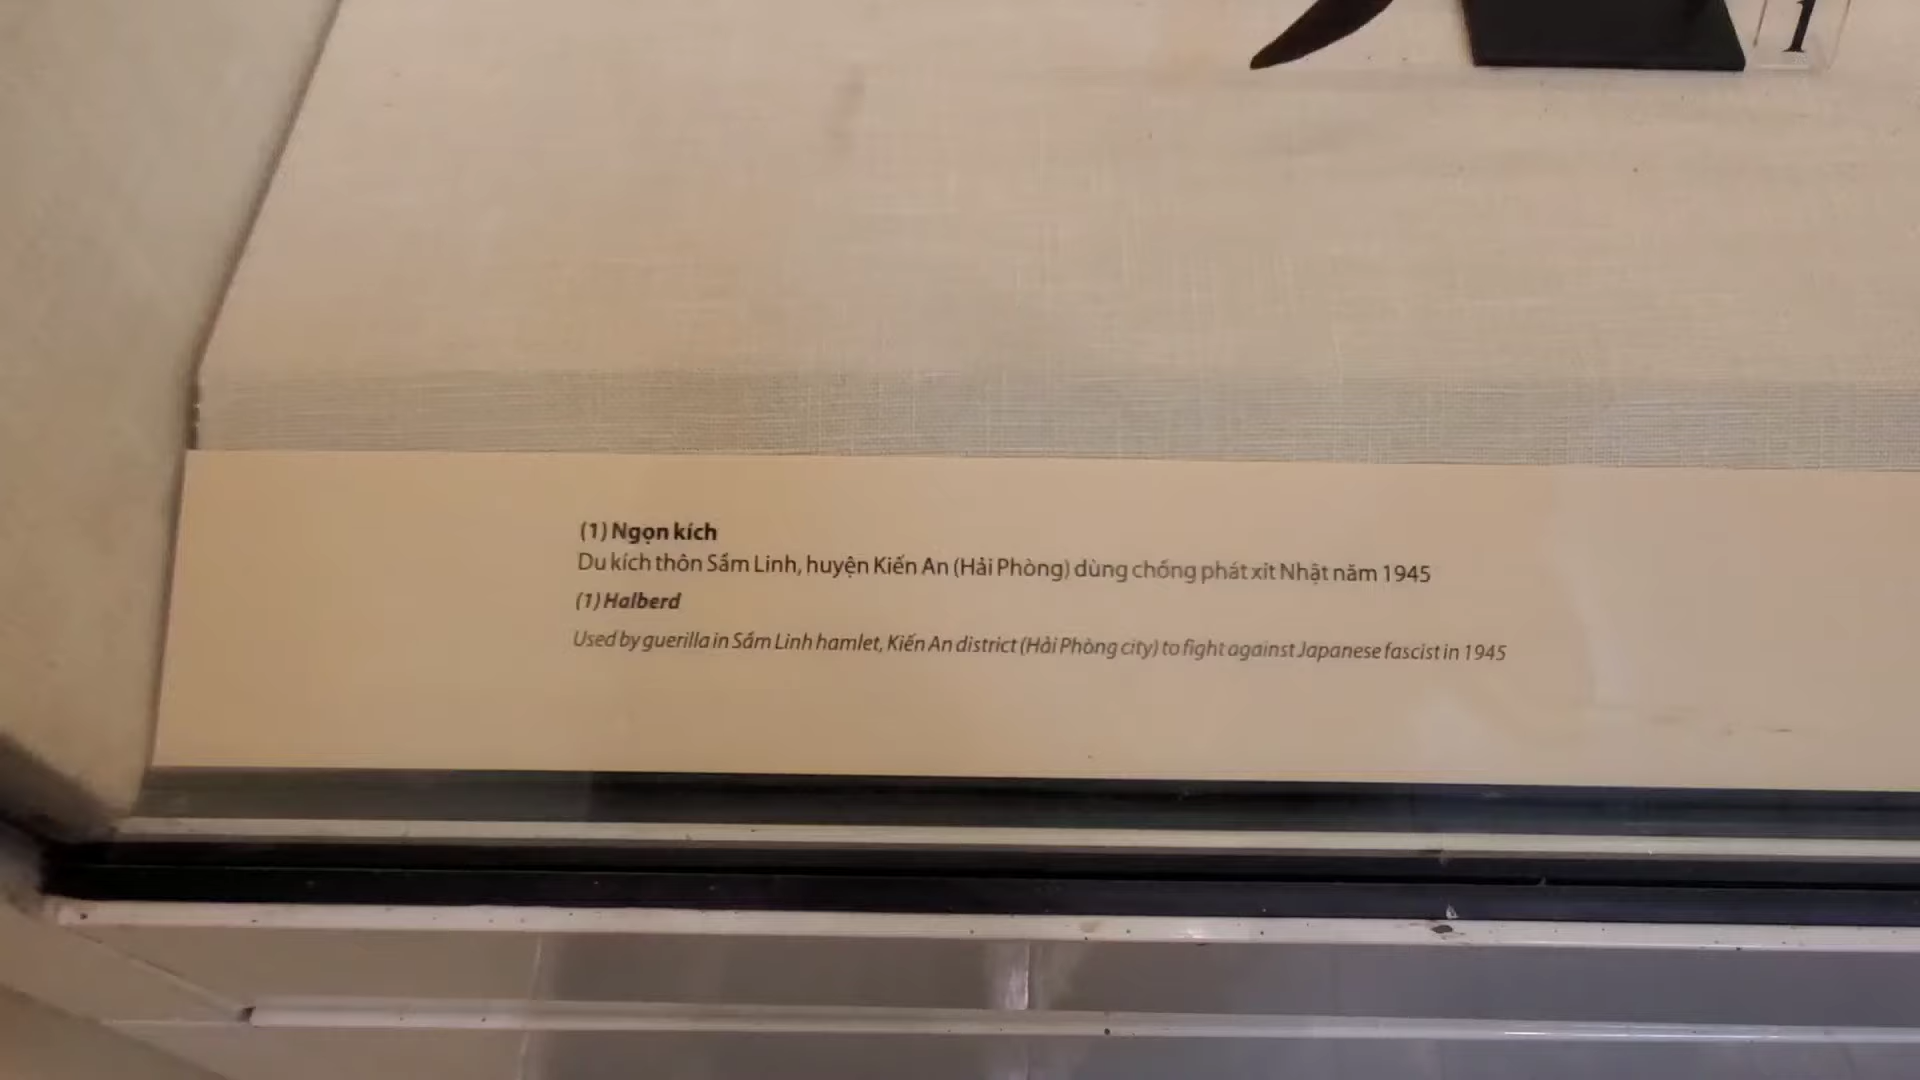 1
(1) Ngọn kích
Du kích thôn Sấm Linh, huyện Kiến An (Hải Phòng) dùng chống phát xít Nhật năm 1945
(1) Halberd
Used by guerilla in Sấm Linh hamlet, Kiến An district (Hải Phòng city) to fight against Japanese fascist in 1945